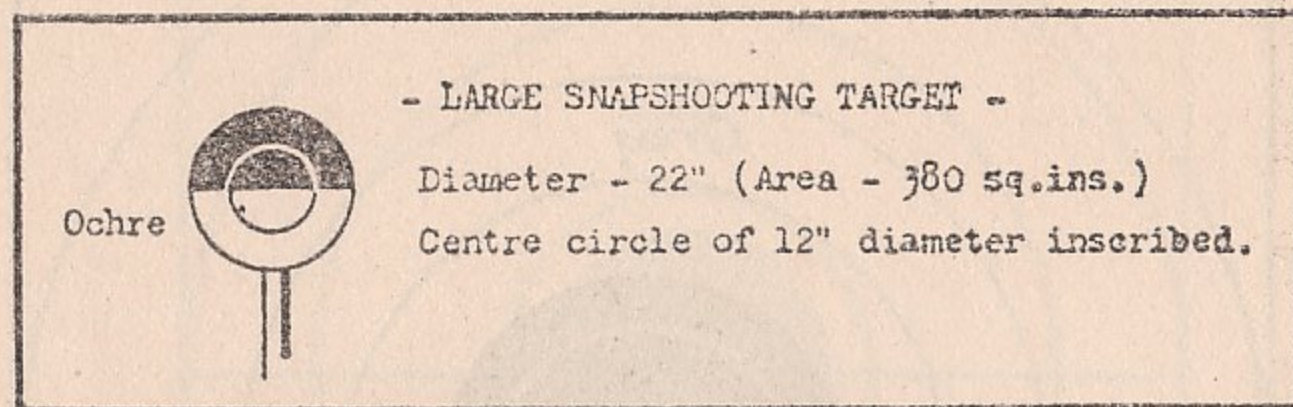 - LARGE SNAPSHOOTING TARGET -
Diameter - 22" (Area - 380 sq.ins.)
Ochre
Centre circle of 12" diameter inscribed.